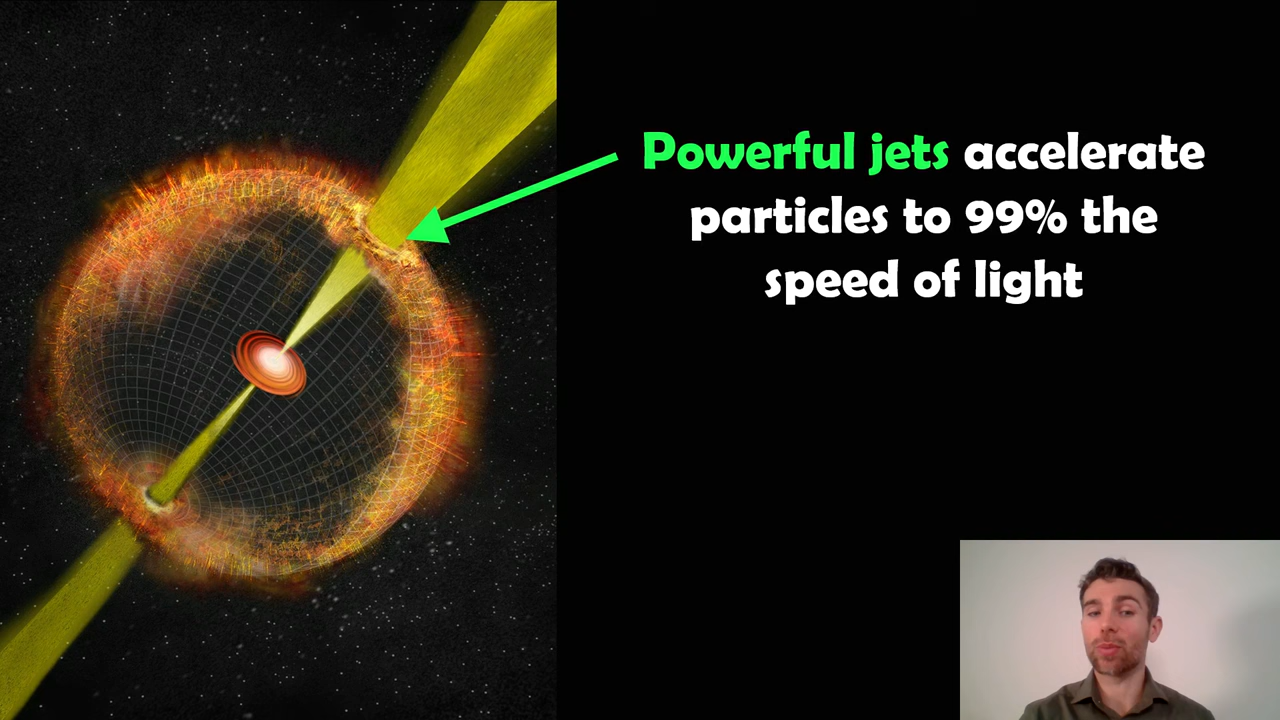 Powerful jets accelerate
particles to 99% the
speed of light